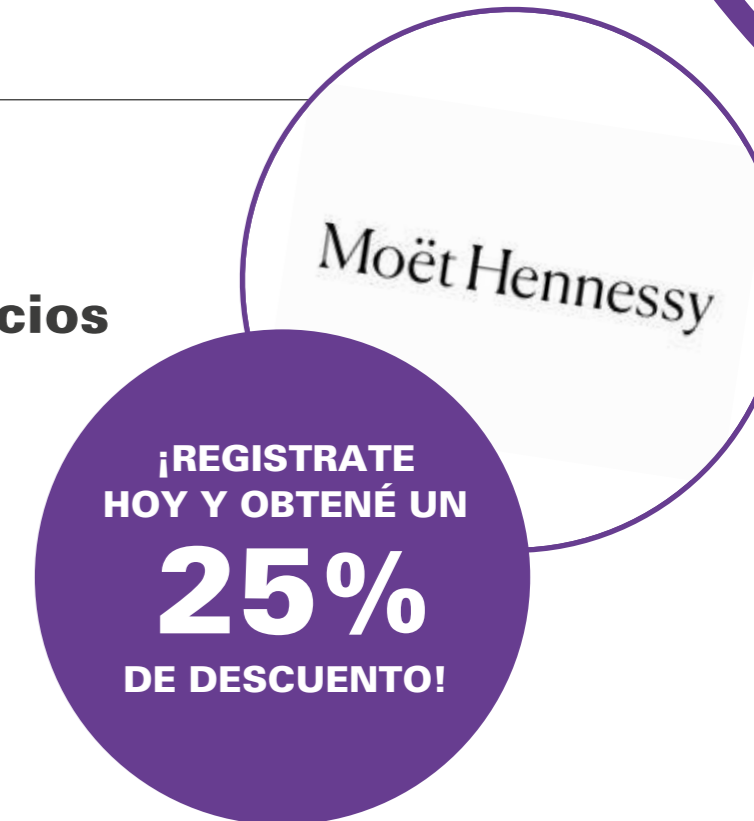 Moët Hennessy
cios
¡REGISTRATE
HOY Y OBTENÉ UN
25%
DE DESCUENTO!